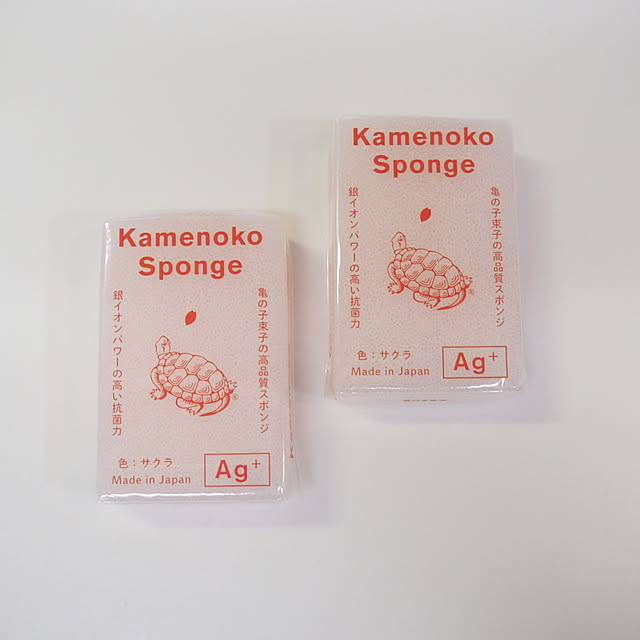 Kamenoko
Sponge
亀の子束子の高品質スポンジ
銀イオンパワーの高い抗菌力
®
色：サクラ
Made in Japan
Ag+
Kamenoko
Sponge
亀の子束子の高品質スポンジ
銀イオンパワーの高い抗菌力
®
色：サクラ
Made in Japan
Ag+